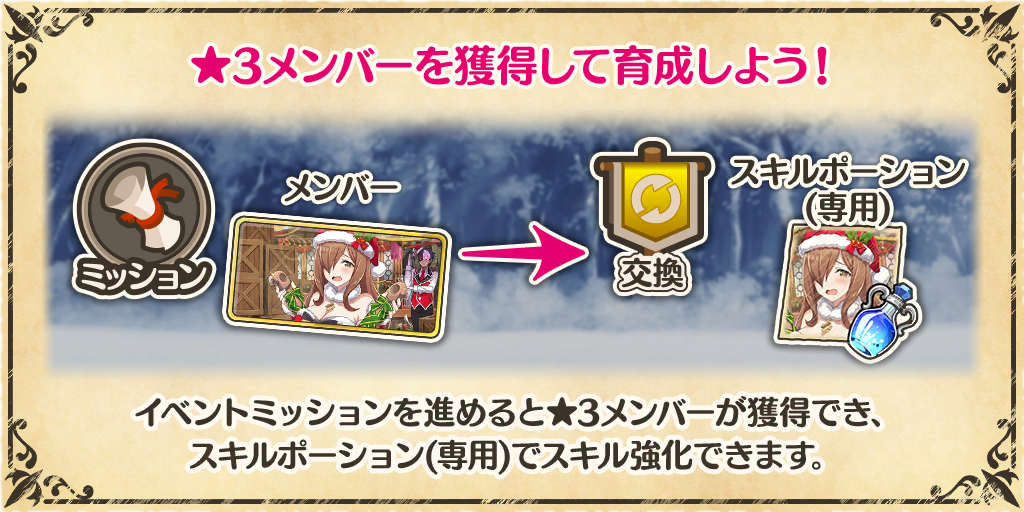 ★3メンバーを獲得して育成しよう！
ミッション
メンバー
交換
スキルポーション
(専用)
イベントミッションを進めると★3メンバーが獲得でき、
スキルポーション(専用)でスキル強化できます。